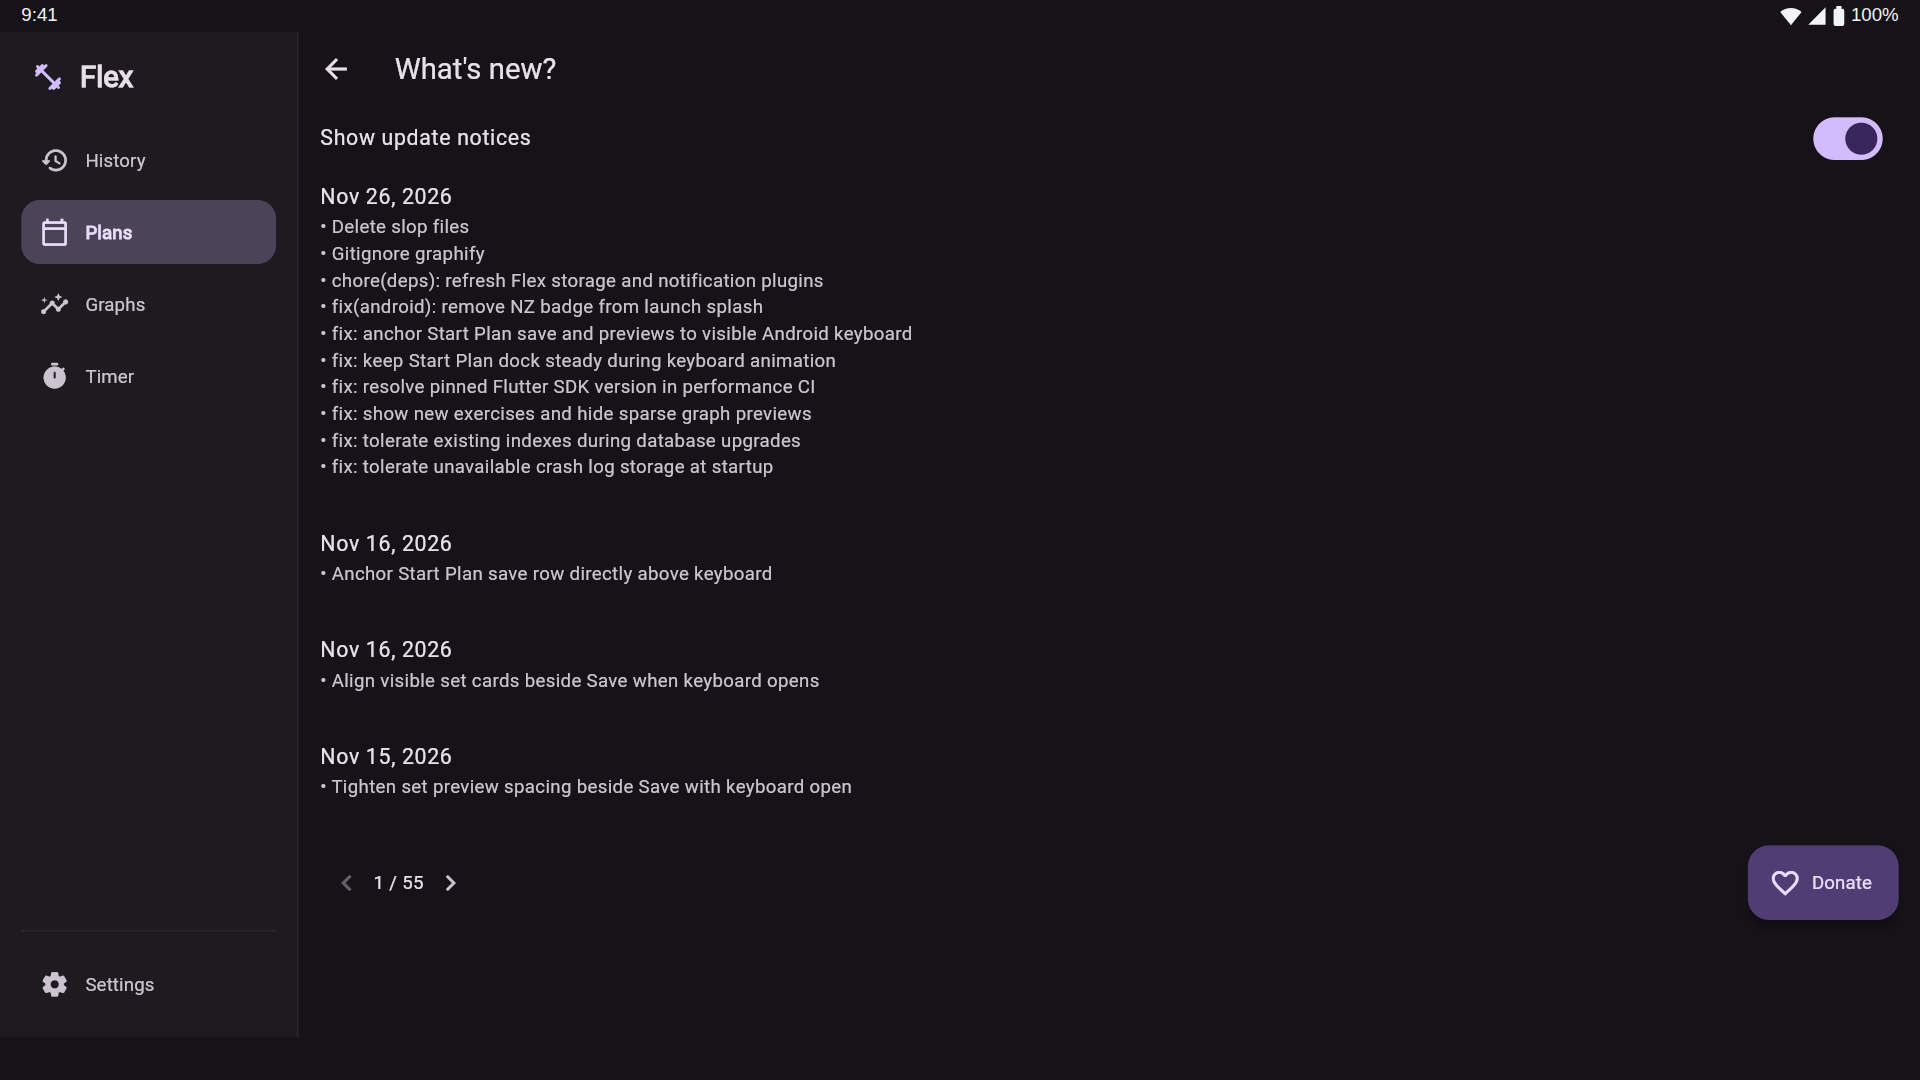 9:41
100%
Flex
History
Plans
Graphs
Timer
Settings
What's new?
Show update notices
Nov 26, 2026
• Delete slop files
• Gitignore graphify
• chore(deps): refresh Flex storage and notification plugins
• fix(android): remove NZ badge from launch splash
• fix: anchor Start Plan save and previews to visible Android keyboard
• fix: keep Start Plan dock steady during keyboard animation
• fix: resolve pinned Flutter SDK version in performance CI
• fix: show new exercises and hide sparse graph previews
• fix: tolerate existing indexes during database upgrades
• fix: tolerate unavailable crash log storage at startup
Nov 16, 2026
• Anchor Start Plan save row directly above keyboard
Nov 16, 2026
• Align visible set cards beside Save when keyboard opens
Nov 15, 2026
• Tighten set preview spacing beside Save with keyboard open
1 / 55
Donate